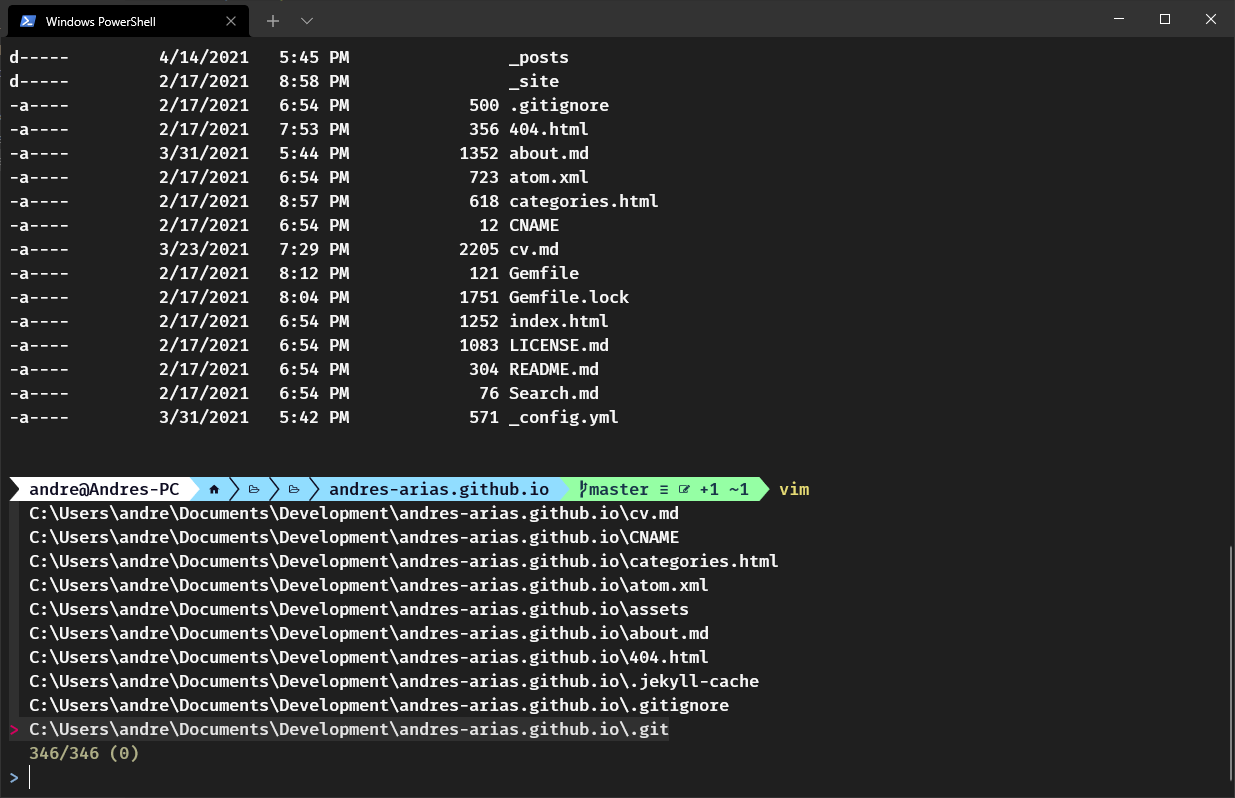 Windows PowerShell
d-----         4/14/2021   5:45 PM                _posts
d-----         2/17/2021   8:58 PM                _site
-a----         2/17/2021   6:54 PM            500 .gitignore
-a----         2/17/2021   7:53 PM            356 404.html
-a----         3/31/2021   5:44 PM           1352 about.md
-a----         2/17/2021   6:54 PM            723 atom.xml
-a----         2/17/2021   8:57 PM            618 categories.html
-a----         2/17/2021   6:54 PM             12 CNAME
-a----         3/23/2021   7:29 PM           2205 cv.md
-a----         2/17/2021   8:12 PM            121 Gemfile
-a----         2/17/2021   8:04 PM           1751 Gemfile.lock
-a----         2/17/2021   6:54 PM           1252 index.html
-a----         2/17/2021   6:54 PM           1083 LICENSE.md
-a----         2/17/2021   6:54 PM            304 README.md
-a----         2/17/2021   6:54 PM             76 Search.md
-a----         3/31/2021   5:42 PM            571 _config.yml
andre@Andres-PC andres-arias.github.io master ≡ +1 ~1 vim
C:\Users\andre\Documents\Development\andres-arias.github.io\cv.md
C:\Users\andre\Documents\Development\andres-arias.github.io\CNAME
C:\Users\andre\Documents\Development\andres-arias.github.io\categories.html
C:\Users\andre\Documents\Development\andres-arias.github.io\atom.xml
C:\Users\andre\Documents\Development\andres-arias.github.io\assets
C:\Users\andre\Documents\Development\andres-arias.github.io\about.md
C:\Users\andre\Documents\Development\andres-arias.github.io\404.html
C:\Users\andre\Documents\Development\andres-arias.github.io\.jekyll-cache
C:\Users\andre\Documents\Development\andres-arias.github.io\.gitignore
> C:\Users\andre\Documents\Development\andres-arias.github.io\.git
346/346 (0)
>